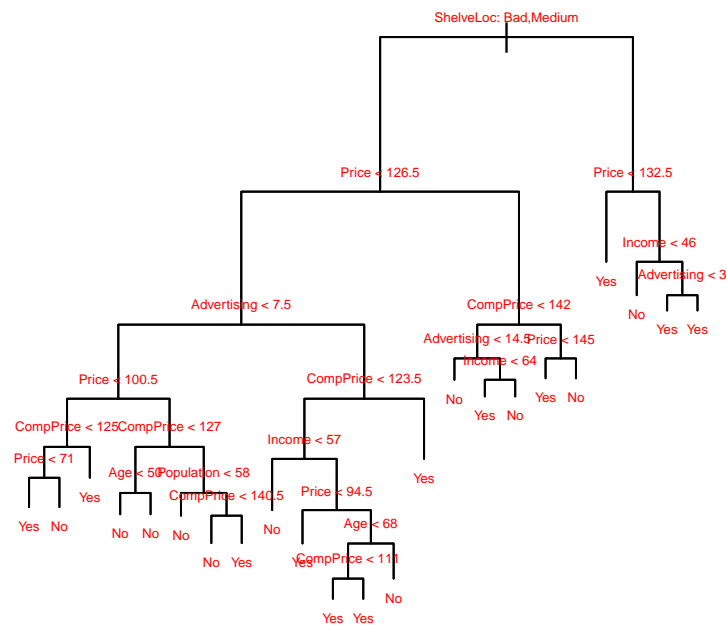 ShelveLoc: Bad,Medium
Price < 126.5
Price < 132.5
Income < 46
Advertising < 3
Yes
No
Yes
Yes
Advertising < 7.5
CompPrice < 142
Advertising < 14.5
Price < 145
Income < 64
No
Yes
No
Yes
No
Price < 100.5
CompPrice < 123.5
CompPrice < 125
CompPrice < 127
Income < 57
Price < 71
Age < 50
Population < 58
Yes
Yes
CompPrice < 140.5
Price < 94.5
Yes
No
No
No
No
No
Age < 68
No
Yes
Yes
CompPrice < 111
No
Yes
Yes